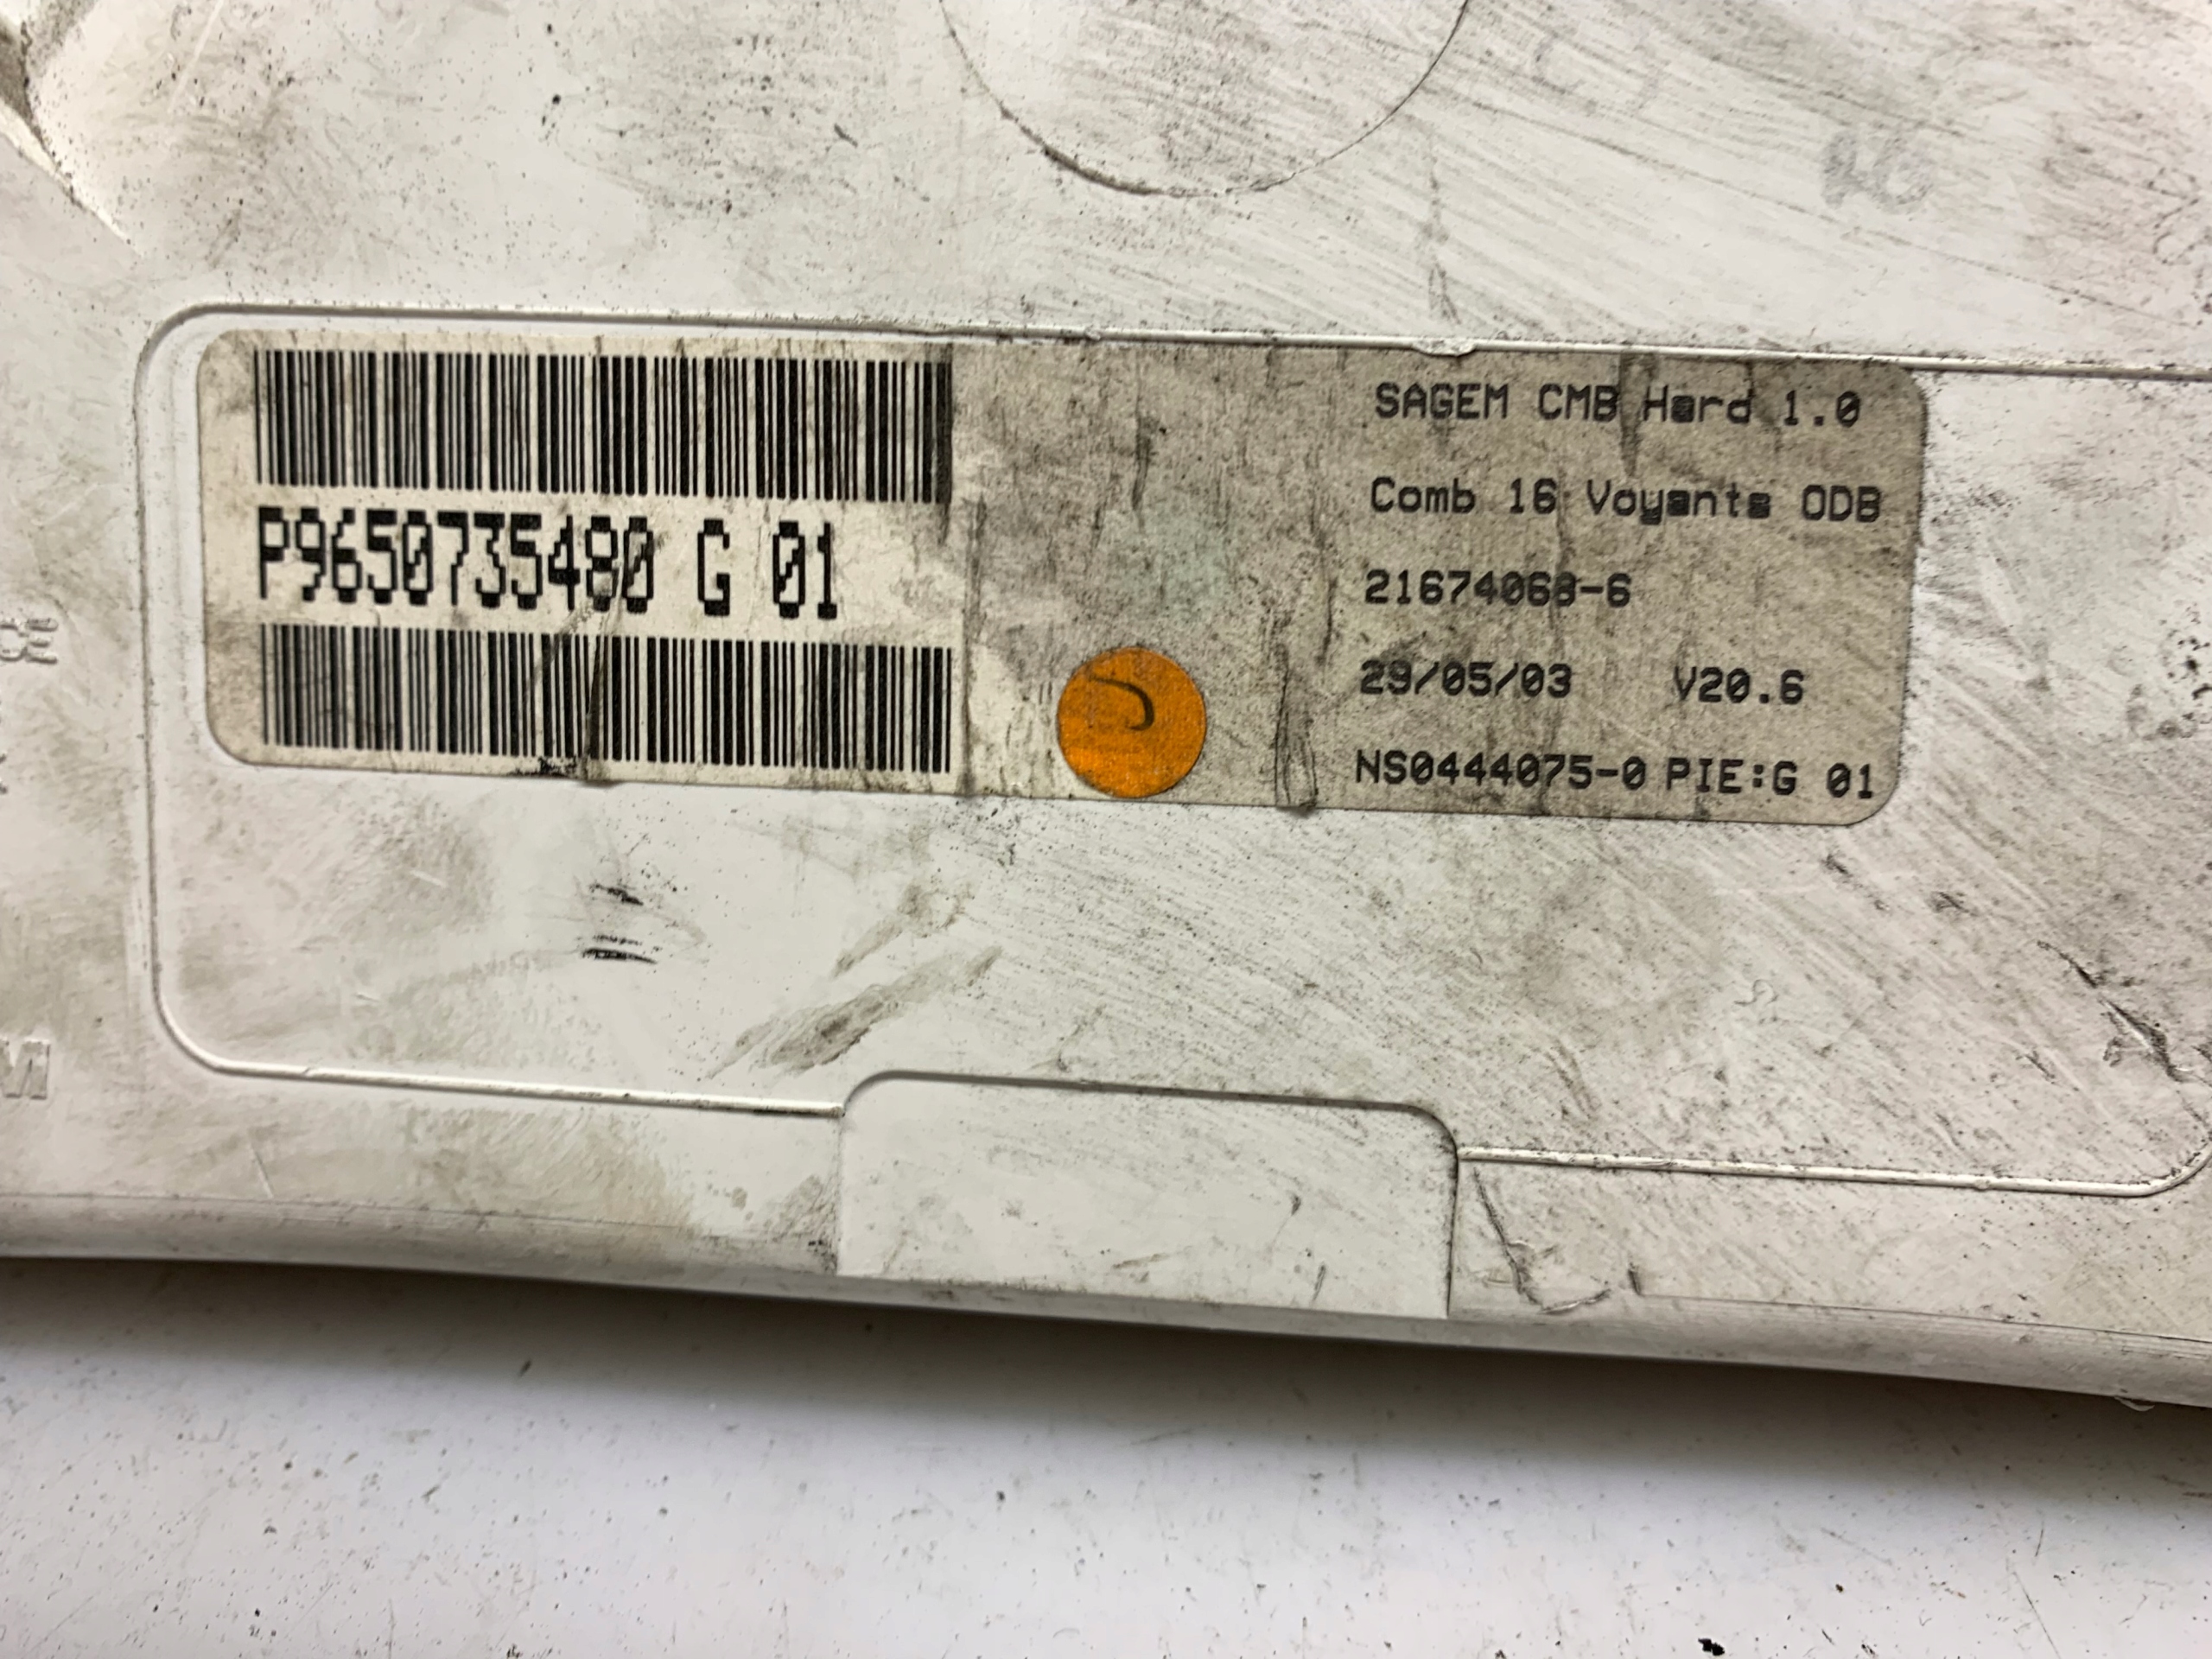 P9650735480 G 01
SAGEM CMB Hard 1.0
Comb 16 Voyants ODB
21674068-6
29/05/03 V20.6
NS0444075-0 PIE:G 01